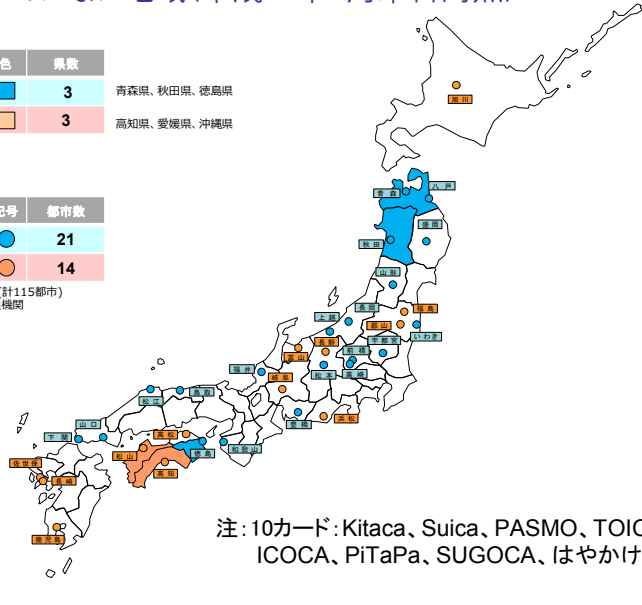 色 県数
3 青森県、秋田県、徳島県
3 高知県、愛媛県、沖縄県
記号 都市数
21
14
(計115都市)
機関
旭川
青森
八戸
盛岡
秋田
山形
長岡
上越
福島
郡山
いわき
宇都宮
長野
前橋
富山
福井
岐阜
松本
高崎
鳥取
松江
豊橋
浜松
山口
下関
高松
和歌山
徳島
松山
高知
佐世保
長崎
鹿児島
注：10カード：Kitaca、Suica、PASMO、TOIC
ICOCA、PiTaPa、SUGOCA、はやかけ